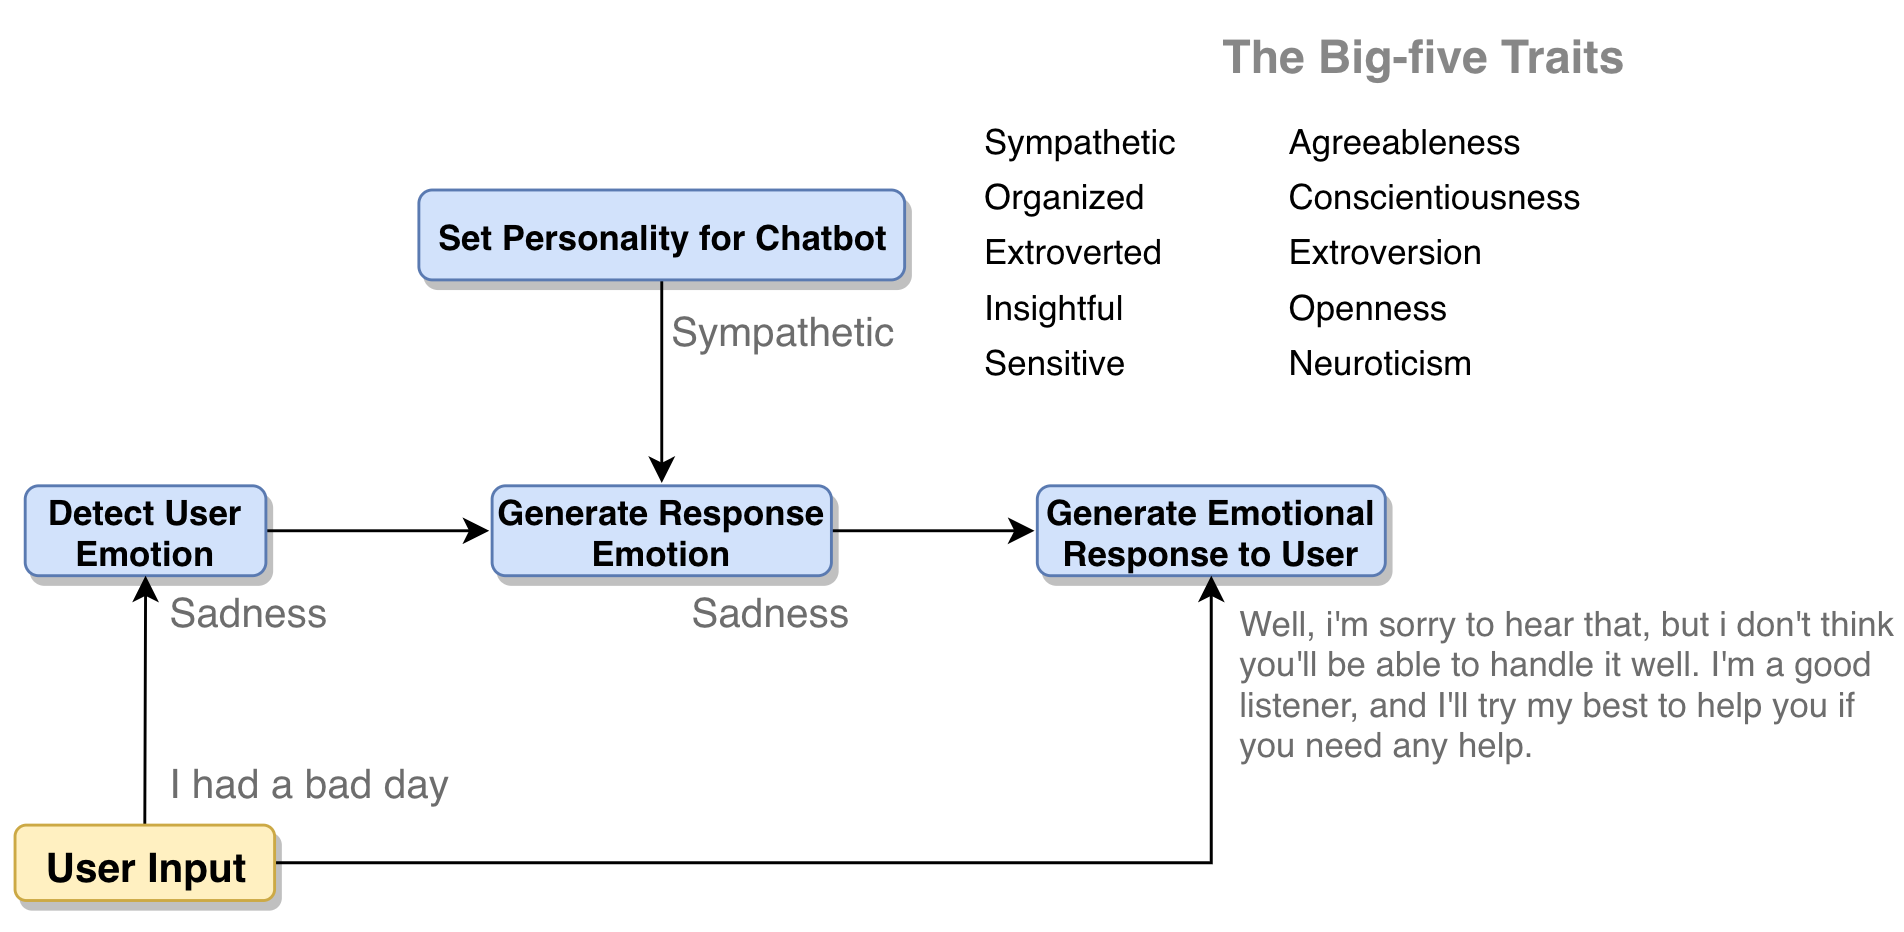 The Big-five Traits
Sympathetic Agreeableness
Organized Conscientiousness
Extroverted Extroversion
Insightful Openness
Sensitive Neuroticism
Set Personality for Chatbot
Sympathetic
Detect User
Emotion
Generate Response
Emotion
Generate Emotional
Response to User
Sadness
Sadness
Well, i'm sorry to hear that, but i don't think
you'll be able to handle it well. I'm a good
listener, and I'll try my best to help you if
you need any help.
I had a bad day
User Input